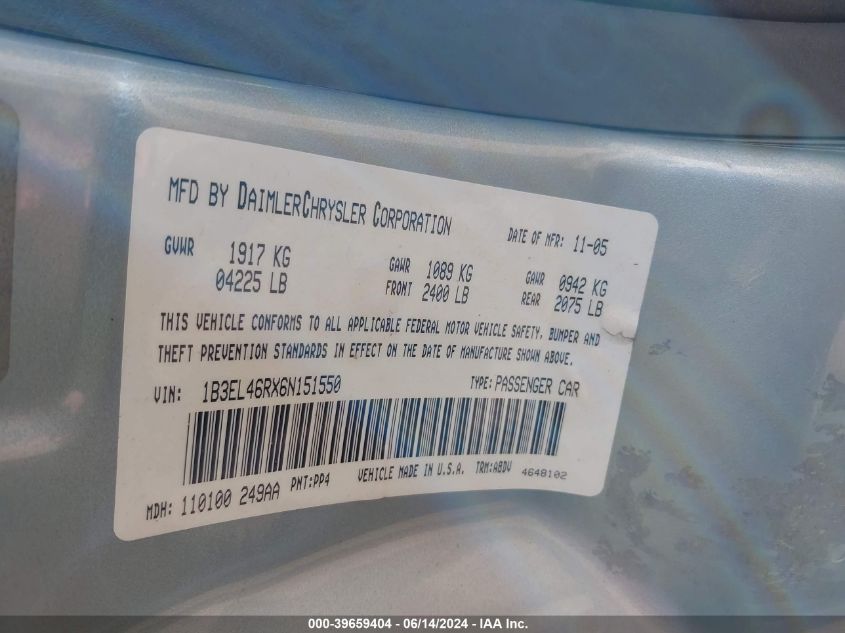 MFD BY DAIMLERCHRYSLER CORPORATION
DATE OF MFR: 11-05
GVWR 1917 KG
04225 LB
GAWR 1089 KG
FRONT 2400 LB
GAWR 0942 KG
REAR 2075 LB
THIS VEHICLE CONFORMS TO ALL APPLICABLE FEDERAL MOTOR VEHICLE SAFETY, BUMPER AND
THEFT PREVENTION STANDARDS IN EFFECT ON THE DATE OF MANUFACTURE SHOWN ABOVE.
VIN: 1B3EL46RX6N151550
TYPE: PASSENGER CAR
MDH: 110100 249AA
PNT: PP4
VEHICLE MADE IN U.S.A.
TRM: ABDV
4648102
000-39659404 - 06/14/2024 - IAA Inc.